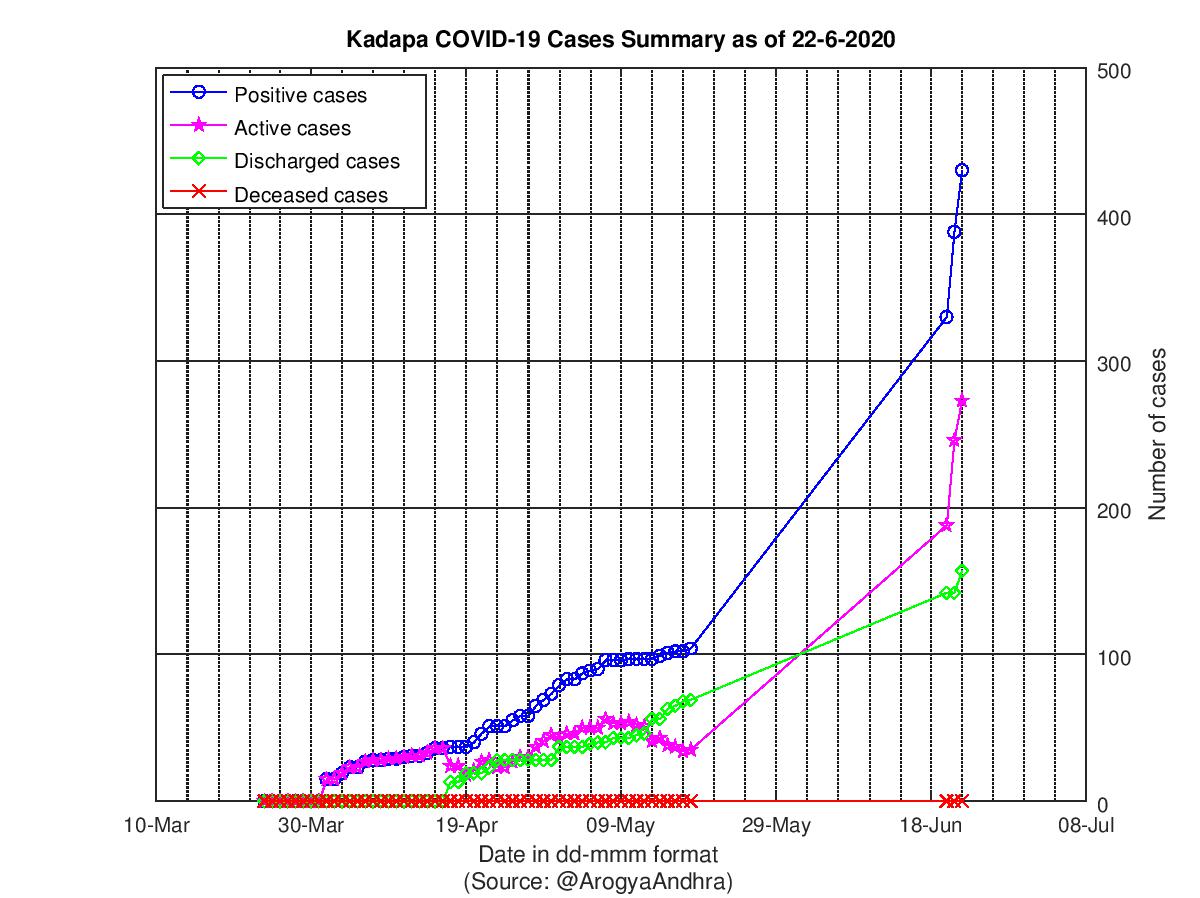 Kadapa COVID-19 Cases Summary as of 22-6-2020
Positive cases
Active cases
Discharged cases
Deceased cases
500
400
300
200
100
0
Number of cases
10-Mar 30-Mar 19-Apr 09-May 29-May 18-Jun 08-Jul
Date in dd-mmm format
(Source: @ArogyaAndhra)